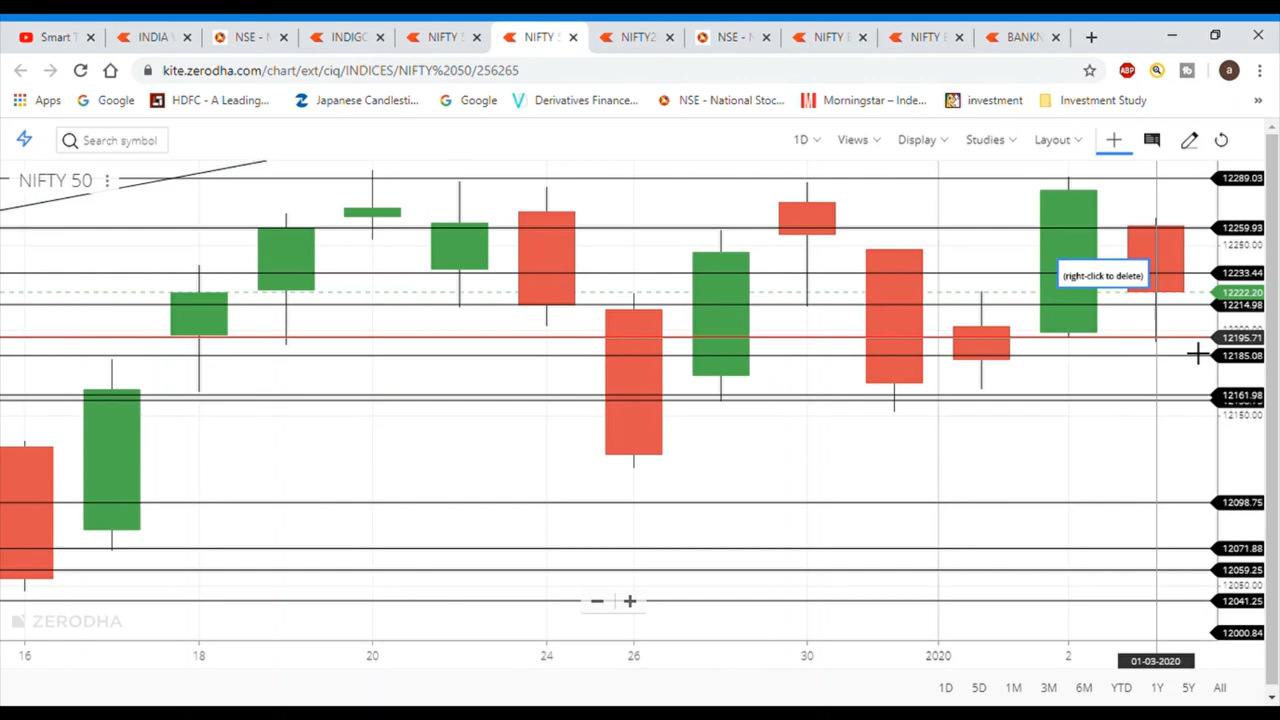 Smart T
INDIA V
NSE - N
INDIGO
NIFTY 5
NIFTY 5
NIFTY2
NSE - N
NIFTY E
NIFTY E
BANKN
kite.zerodha.com/chart/ext/ciq/INDICES/NIFTY%2050/256265
ABP
a
Apps
Google
HDFC - A Leading...
Japanese Candlesti...
Google
Derivatives Finance...
NSE - National Stoc...
Morningstar – Inde...
investment
Investment Study
»
Search symbol
1D
Views
Display
Studies
Layout
NIFTY 50
12289.03
12259.93
12250.00
12233.44
(right-click to delete)
12222.20
12214.98
12195.71
12185.08
12161.98
12150.00
12098.75
12071.88
12059.25
12050.00
12041.25
ZERODHA
12000.84
16
18
20
24
26
30
2020
2
01-03-2020
1D
5D
1M
3M
6M
YTD
1Y
5Y
All